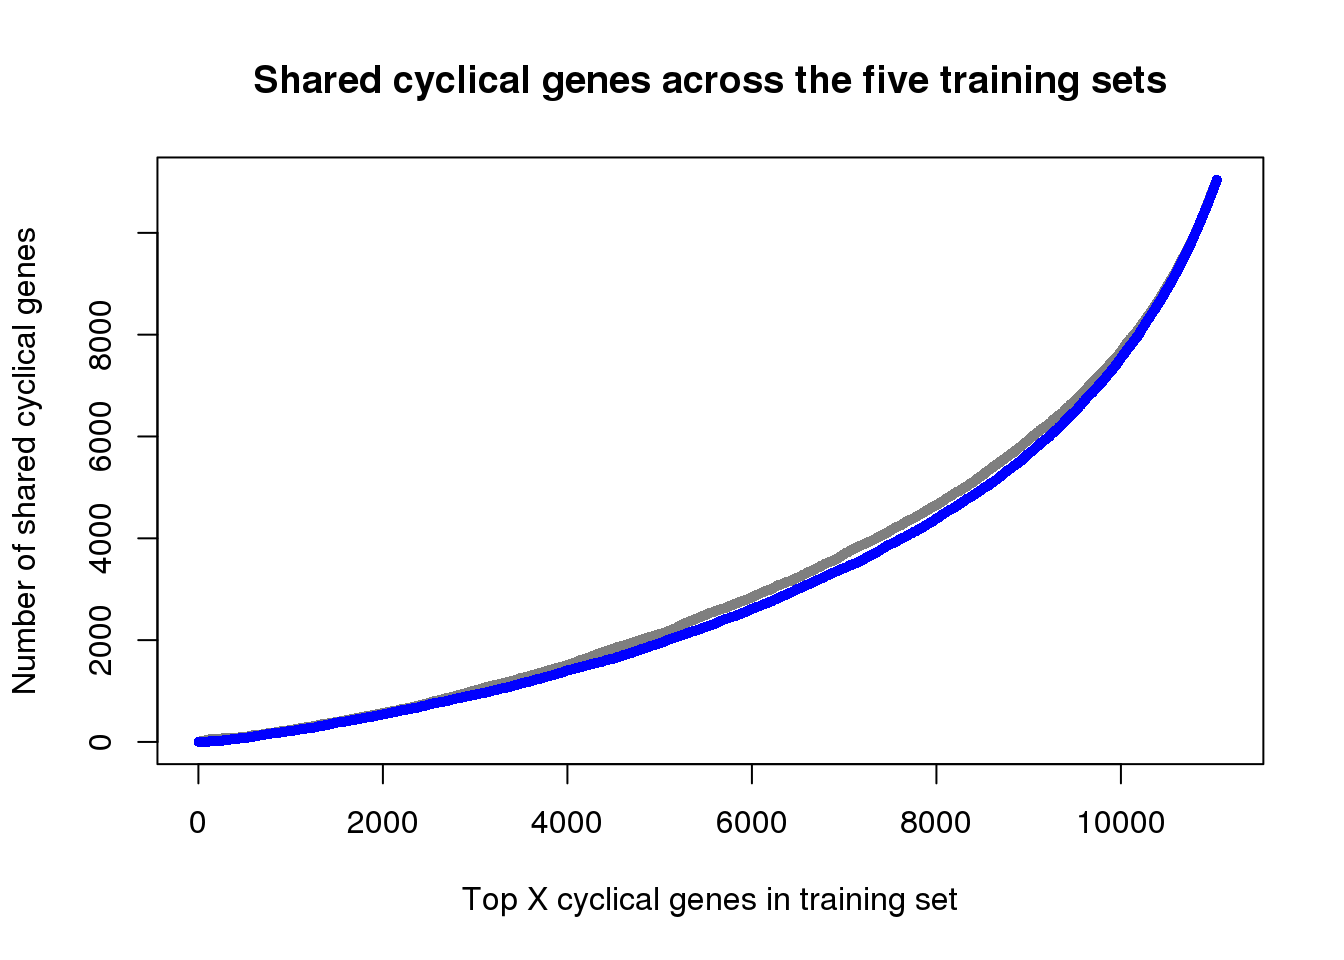 Shared cyclical genes across the five training sets
Number of shared cyclical genes
8000
6000
4000
2000
0
0 2000 4000 6000 8000 10000
Top X cyclical genes in training set